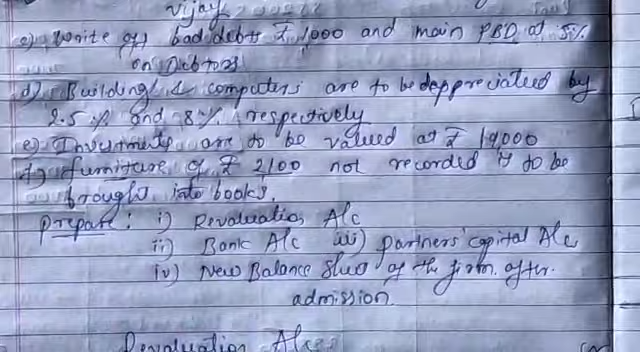 Vijay
c) Write off bad debts ₹ 1,000 and main PBD at 5%
on Debtors
d) Building & computers are to be deppreciated by
2.5% and 8% respectively
e) Investments are to be valued at ₹ 19,000
f) furniture of ₹ 2100 not recorded is to be
brought into books.
Prepare: i) Revaluation A/c
ii) Bank A/c iii) partners' capital A/c
iv) New Balance Sheet of the firm after
admission.
Revaluation A/c